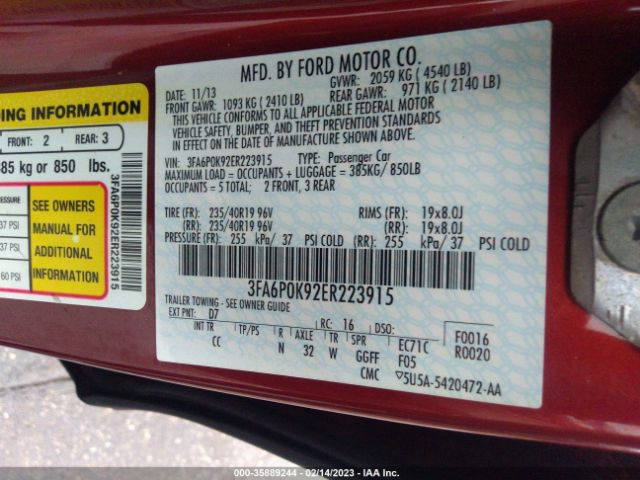 DING INFORMATION
FRONT: 2 REAR: 3
385 kg or 850 lbs.
PRESSURE
37 PSI
37 PSI
60 PSI
SEE OWNERS
MANUAL FOR
ADDITIONAL
INFORMATION
3FA6P0K92ER223915
MFD. BY FORD MOTOR CO.
DATE: 11/13 GVWR: 2059 KG (4540 LB)
FRONT GAWR: 1093 KG (2410 LB) REAR GAWR: 971 KG (2140 LB)
THIS VEHICLE CONFORMS TO ALL APPLICABLE FEDERAL MOTOR
VEHICLE SAFETY, BUMPER, AND THEFT PREVENTION STANDARDS
IN EFFECT ON THE DATE OF MANUFACTURE SHOWN ABOVE.
VIN: 3FA6P0K92ER223915 TYPE: Passenger Car
MAXIMUM LOAD = OCCUPANTS + LUGGAGE = 385KG/ 850LB
OCCUPANTS = 5 TOTAL; 2 FRONT, 3 REAR
TIRE (FR): 235/40R19 96V RIMS (FR): 19x8.0J
(RR): 235/40R19 96V (RR): 19x8.0J
PRESSURE (FR): 255 kPa/ 37 PSI COLD (RR): 255 kPa/ 37 PSI COLD
3FA6P0K92ER223915
TRAILER TOWING - SEE OWNER GUIDE
EXT PNT: D7 RC: 16 DSO: F0016
INT TR TP/PS R AXLE TR SPR EC71C R0020
CC N 32 W GGFF F05
CMC 5U5A-5420472-AA
000-35889244 - 02/14/2023 - IAA Inc.